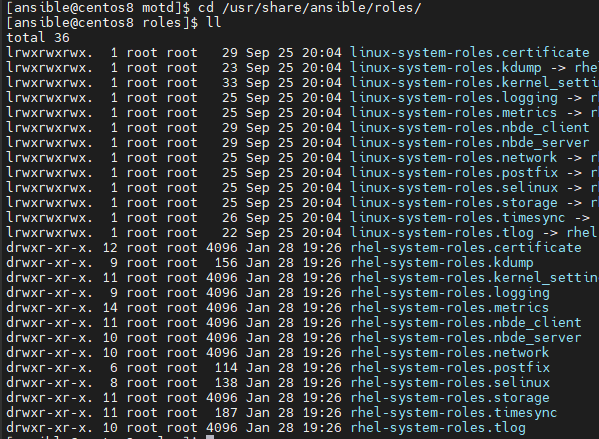 [ansible@centos8 motd]$ cd /usr/share/ansible/roles/
[ansible@centos8 roles]$ ll
total 36
lrwxrwxrwx.  1 root root   29 Sep 25 20:04 linux-system-roles.certificate
lrwxrwxrwx.  1 root root   23 Sep 25 20:04 linux-system-roles.kdump -> rhel
lrwxrwxrwx.  1 root root   33 Sep 25 20:04 linux-system-roles.kernel_setti
lrwxrwxrwx.  1 root root   25 Sep 25 20:04 linux-system-roles.logging -> r
lrwxrwxrwx.  1 root root   25 Sep 25 20:04 linux-system-roles.metrics -> r
lrwxrwxrwx.  1 root root   29 Sep 25 20:04 linux-system-roles.nbde_client
lrwxrwxrwx.  1 root root   29 Sep 25 20:04 linux-system-roles.nbde_server
lrwxrwxrwx.  1 root root   25 Sep 25 20:04 linux-system-roles.network -> r
lrwxrwxrwx.  1 root root   25 Sep 25 20:04 linux-system-roles.postfix -> r
lrwxrwxrwx.  1 root root   25 Sep 25 20:04 linux-system-roles.selinux -> r
lrwxrwxrwx.  1 root root   25 Sep 25 20:04 linux-system-roles.storage -> r
lrwxrwxrwx.  1 root root   26 Sep 25 20:04 linux-system-roles.timesync ->
lrwxrwxrwx.  1 root root   22 Sep 25 20:04 linux-system-roles.tlog -> rhel
drwxr-xr-x. 12 root root 4096 Jan 28 19:26 rhel-system-roles.certificate
drwxr-xr-x.  9 root root  156 Jan 28 19:26 rhel-system-roles.kdump
drwxr-xr-x. 11 root root 4096 Jan 28 19:26 rhel-system-roles.kernel_settin
drwxr-xr-x.  9 root root 4096 Jan 28 19:26 rhel-system-roles.logging
drwxr-xr-x. 14 root root 4096 Jan 28 19:26 rhel-system-roles.metrics
drwxr-xr-x. 11 root root 4096 Jan 28 19:26 rhel-system-roles.nbde_client
drwxr-xr-x. 10 root root 4096 Jan 28 19:26 rhel-system-roles.nbde_server
drwxr-xr-x. 10 root root 4096 Jan 28 19:26 rhel-system-roles.network
drwxr-xr-x.  6 root root  114 Jan 28 19:26 rhel-system-roles.postfix
drwxr-xr-x.  8 root root  138 Jan 28 19:26 rhel-system-roles.selinux
drwxr-xr-x. 11 root root 4096 Jan 28 19:26 rhel-system-roles.storage
drwxr-xr-x. 11 root root  187 Jan 28 19:26 rhel-system-roles.timesync
drwxr-xr-x. 10 root root 4096 Jan 28 19:26 rhel-system-roles.tlog